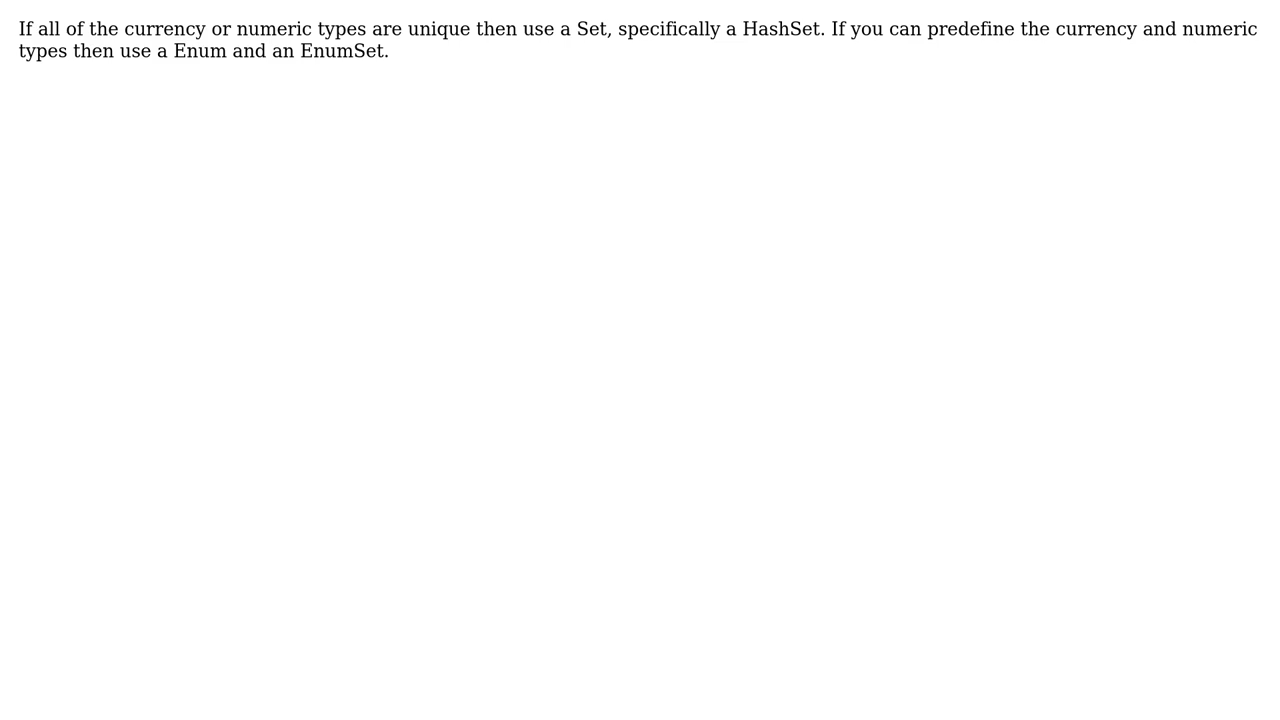 If all of the currency or numeric types are unique then use a Set, specifically a HashSet. If you can predefine the currency and numeric
types then use a Enum and an EnumSet.